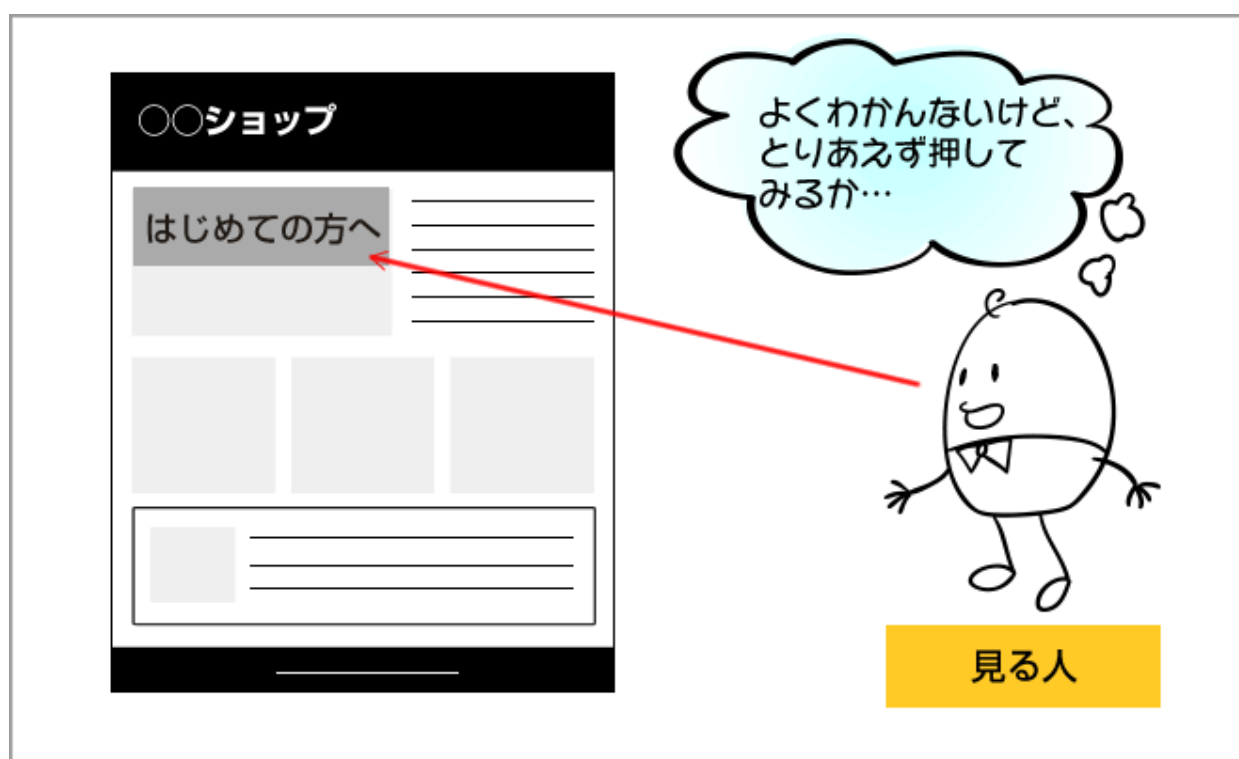 ○○ショップ
はじめての方へ
よくわかんないけど、
とりあえず押して
みるか…
見る人